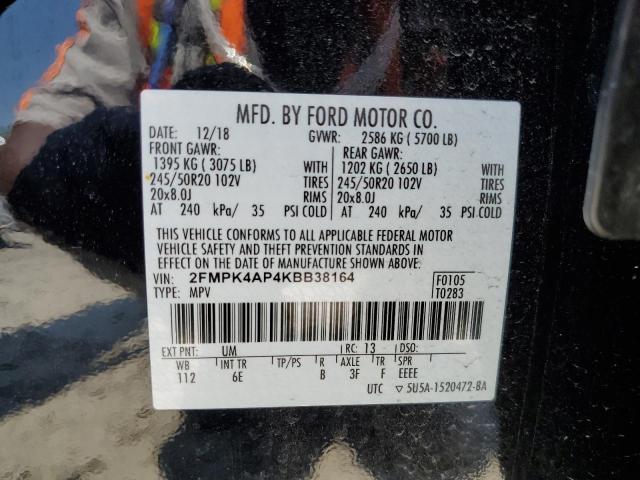 MFD. BY FORD MOTOR CO.
DATE: 12/18 GVWR: 2586 KG (5700 LB)
FRONT GAWR: REAR GAWR:
1395 KG (3075 LB) WITH 1202 KG (2650 LB) WITH
245/50R20 102V TIRES 245/50R20 102V TIRES
20x8.0J RIMS 20x8.0J RIMS
AT 240 kPa/ 35 PSI COLD AT 240 kPa/ 35 PSI COLD
THIS VEHICLE CONFORMS TO ALL APPLICABLE FEDERAL MOTOR
VEHICLE SAFETY AND THEFT PREVENTION STANDARDS IN
EFFECT ON THE DATE OF MANUFACTURE SHOWN ABOVE.
VIN: 2FMPK4AP4KBB38164 F0105
TYPE: MPV T0283
EXT PNT: UM RC: 13 DSO:
WB INT TR TP/PS R AXLE TR SPR
112 6E B 3F F EEEE
UTC ▽ 5U5A-1520472-BA